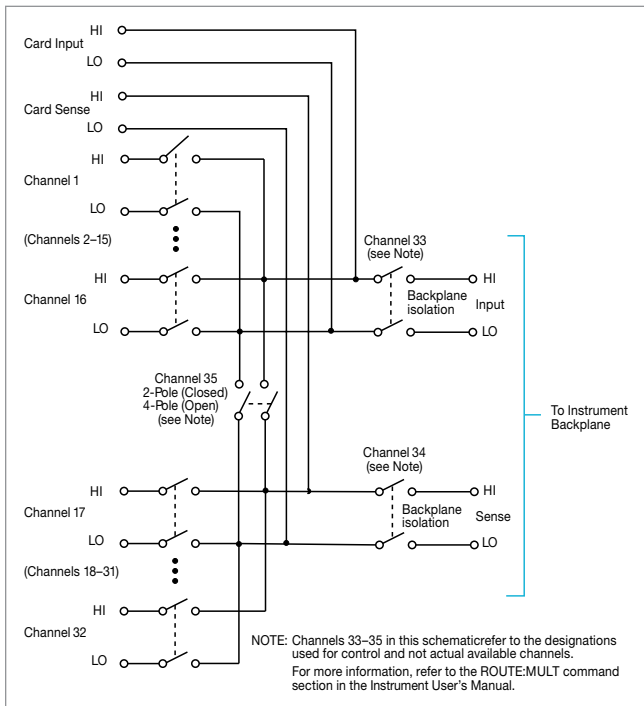 HI
Card Input
LO
HI
Card Sense
LO
HI
Channel 1
LO
(Channels 2–15)
Channel 33
(see Note)
HI
Channel 16
LO
Backplane
isolation
HI
Input
LO
Channel 35
2-Pole (Closed)
4-Pole (Open)
(see Note)
To Instrument
Backplane
Channel 34
(see Note)
HI
Channel 17
LO
Backplane
isolation
HI
Sense
LO
(Channels 18–31)
HI
Channel 32
LO
NOTE: Channels 33–35 in this schematicrefer to the designations
used for control and not actual available channels.
For more information, refer to the ROUTE:MULT command
section in the Instrument User's Manual.